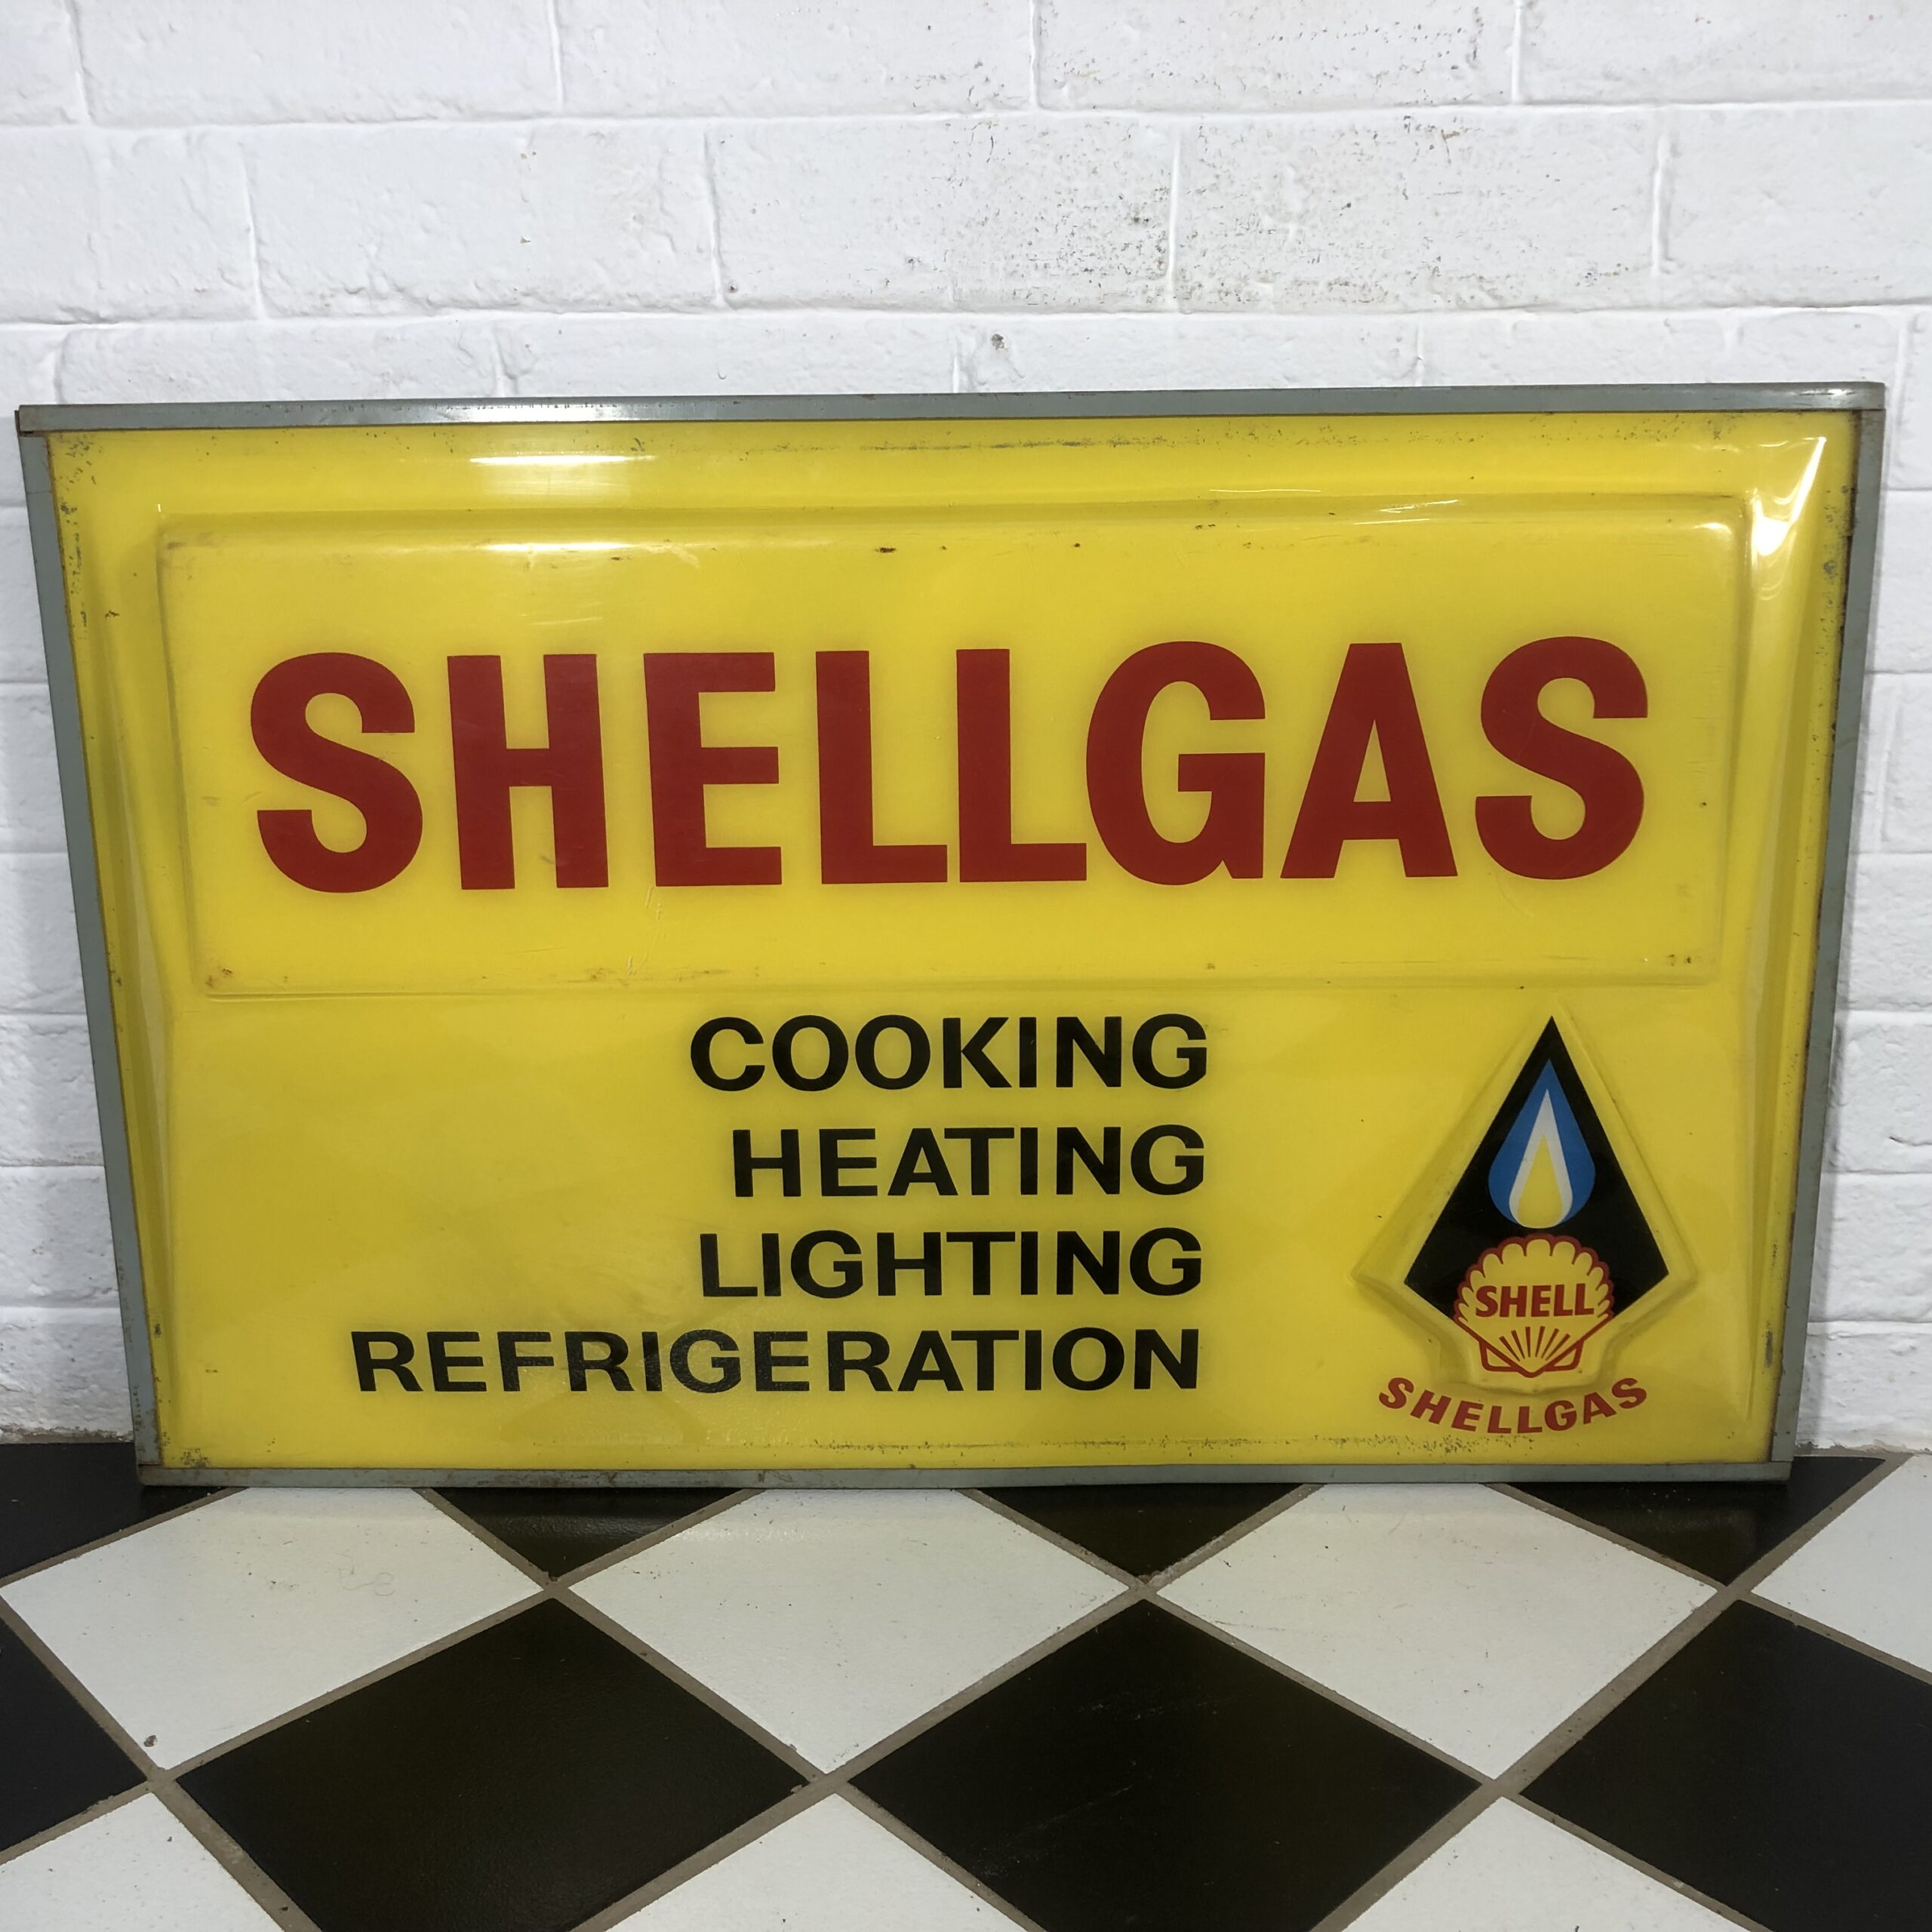 SHELLGAS
COOKING
HEATING
LIGHTING
REFRIGERATION
SHELL
SHELLGAS